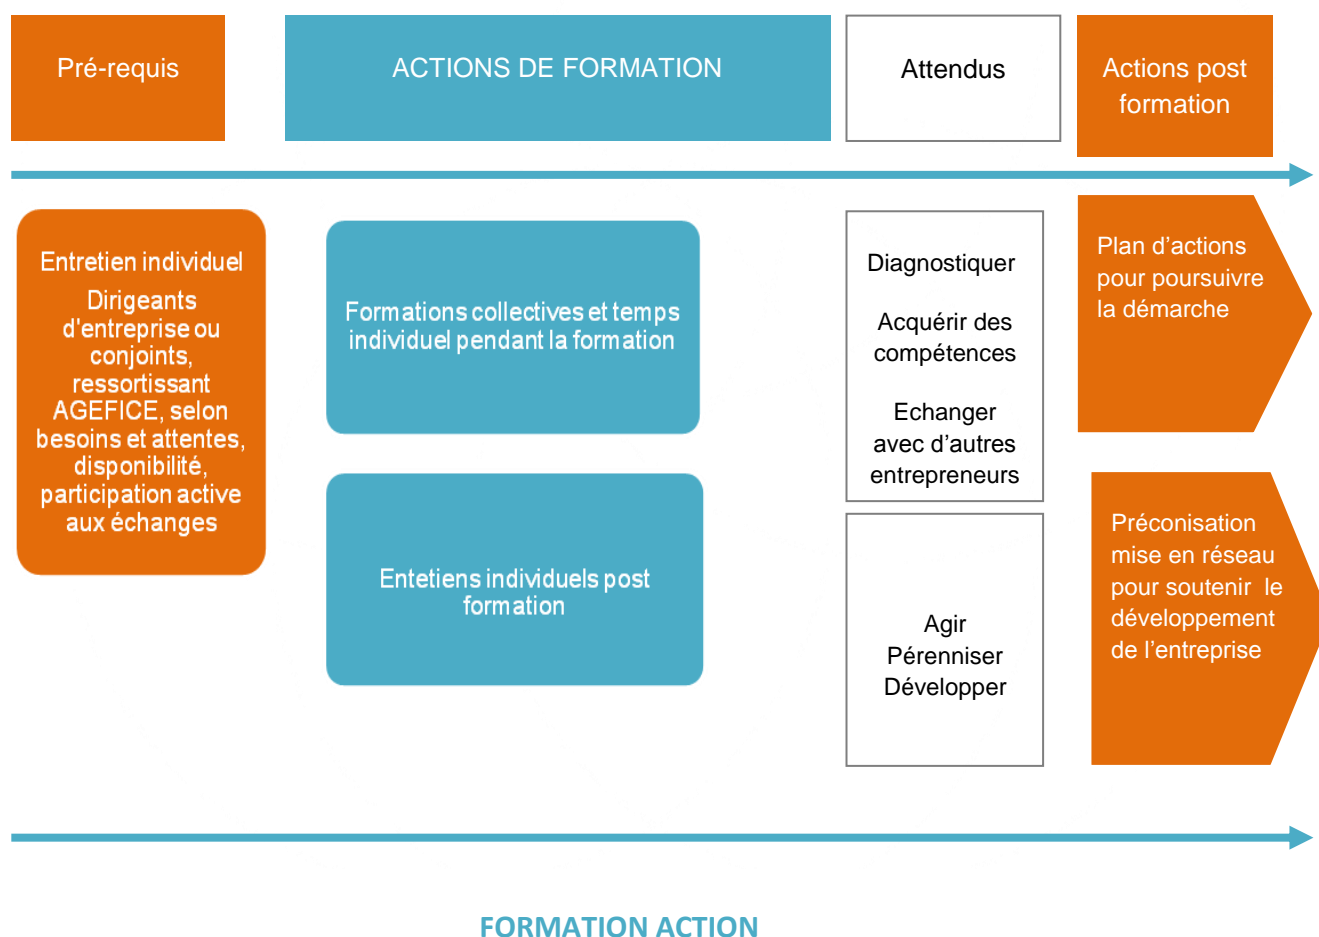 Pré-requis
ACTIONS DE FORMATION
Attendus
Actions post
formation
Entretien individuel
Dirigeants
d'entreprise ou
conjoints,
ressortissant
AGEFICE, selon
besoins et attentes,
disponibilité,
participation active
aux échanges
Formations collectives et temps
individuel pendant la formation
Entetiens individuels post
formation
Diagnostiquer
Acquérir des
compétences
Echanger
avec d’autres
entrepreneurs
Agir
Pérenniser
Développer
Plan d’actions
pour poursuivre
la démarche
Préconisation
mise en réseau
pour soutenir le
développement
de l’entreprise
FORMATION ACTION